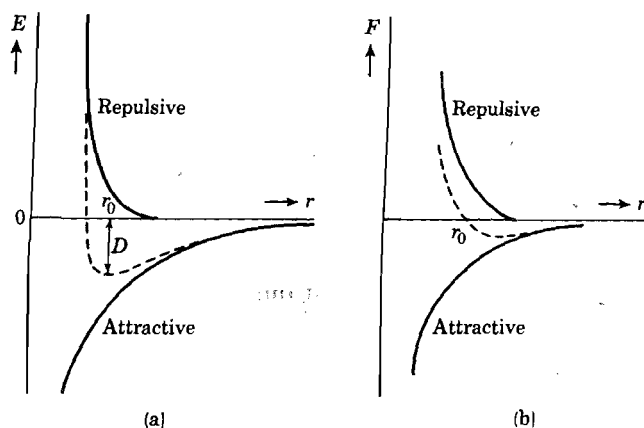 E
Repulsive
r₀
r
0
D
Attractive
(a)
F
Repulsive
r
r₀
Attractive
(b)